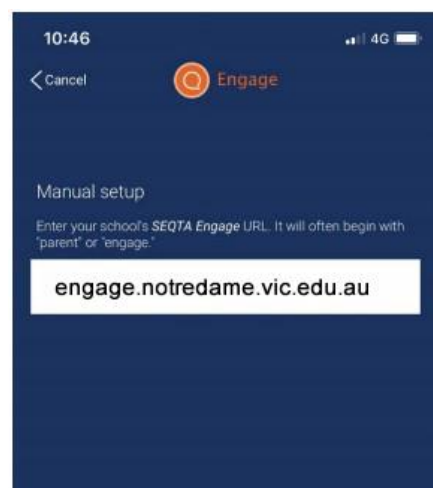 10:46
4G
Cancel
Engage
Manual setup
Enter your school's SEQTA Engage URL. It will often begin with
"parent" or "engage."
engage.notredame.vic.edu.au